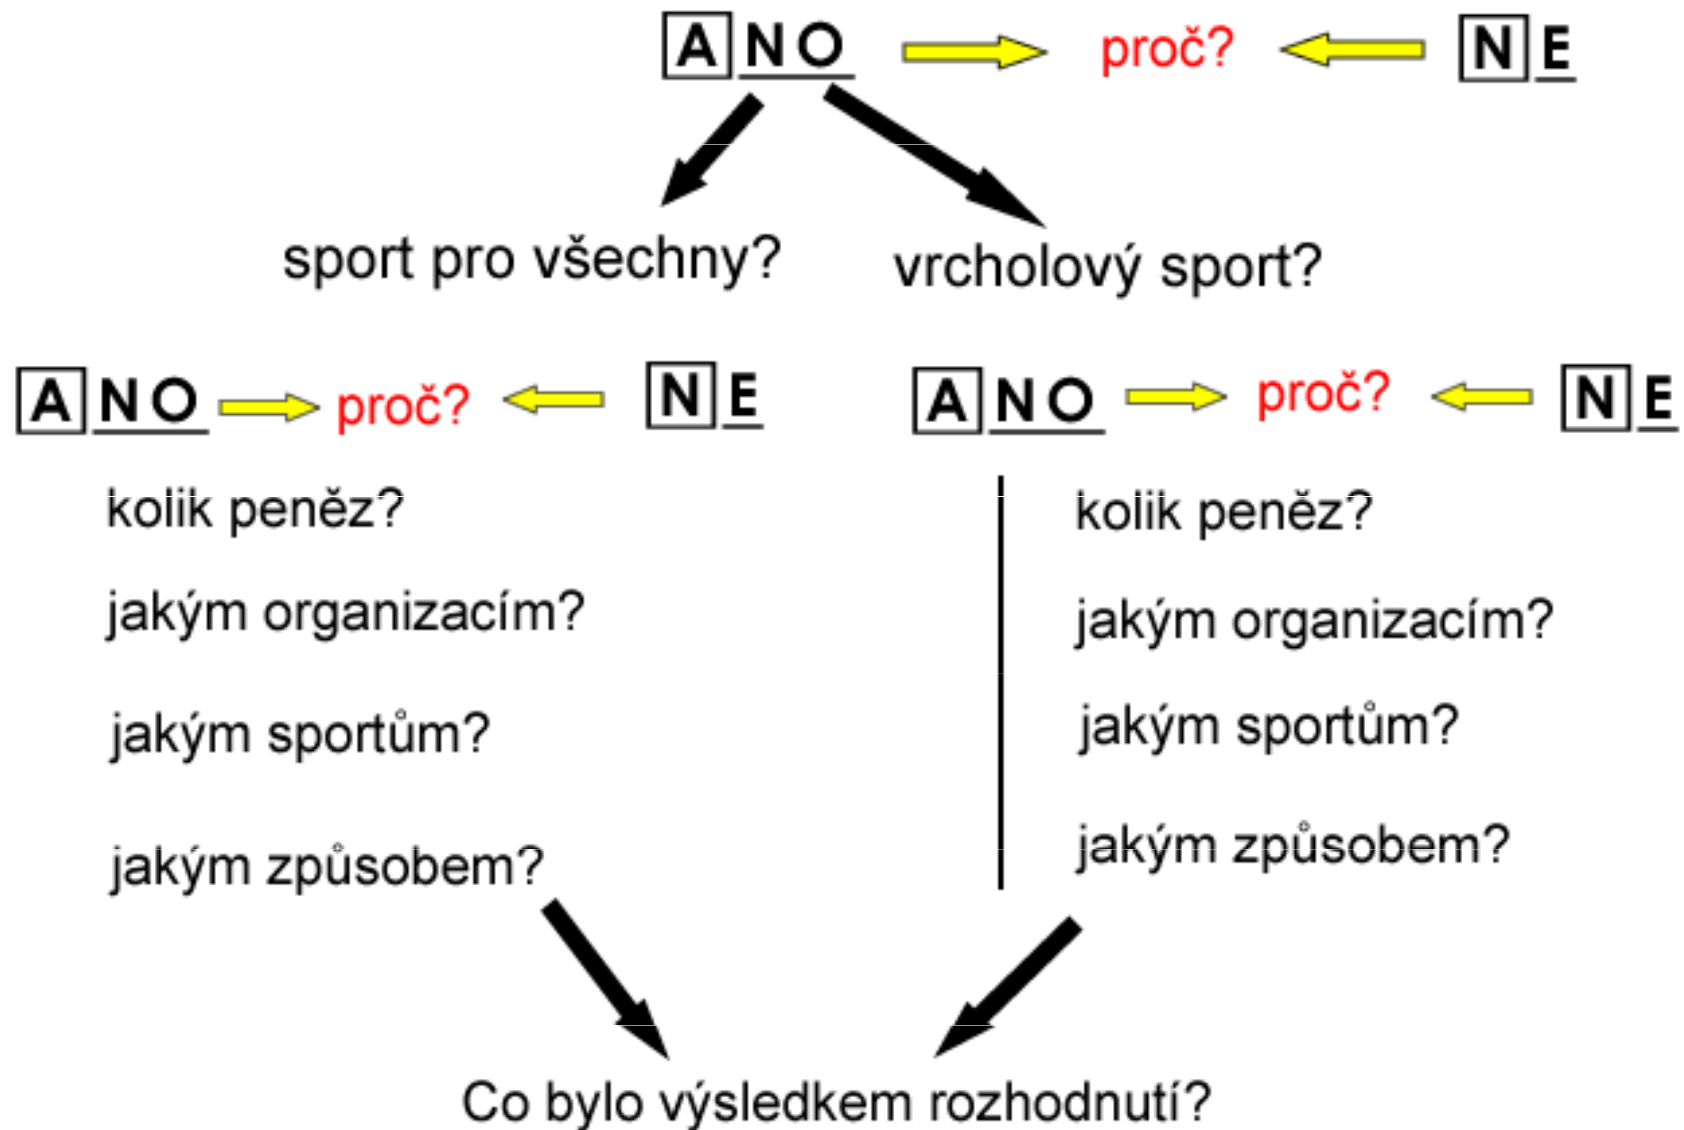 ANO proč? NE
sport pro všechny? vrcholový sport?
ANO proč? NE ANO proč? NE
kolik peněz? kolik peněz?
jakým organizacím? jakým organizacím?
jakým sportům? jakým sportům?
jakým způsobem? jakým způsobem?
Co bylo výsledkem rozhodnutí?